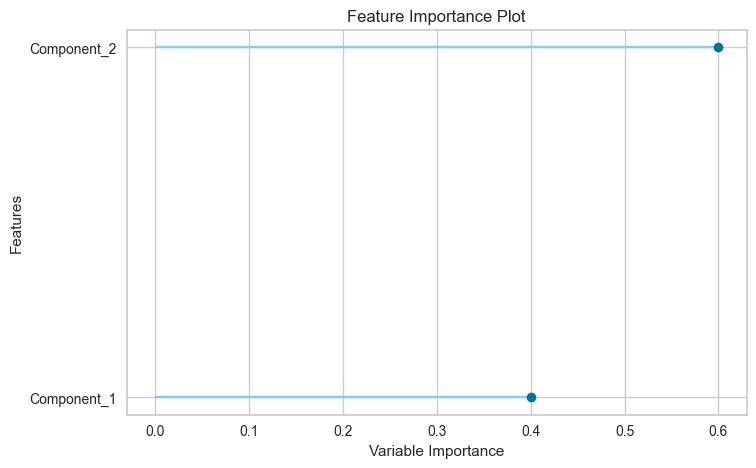 Feature Importance Plot
Component_2
Features
Component_1
0.0 0.1 0.2 0.3 0.4 0.5 0.6
Variable Importance